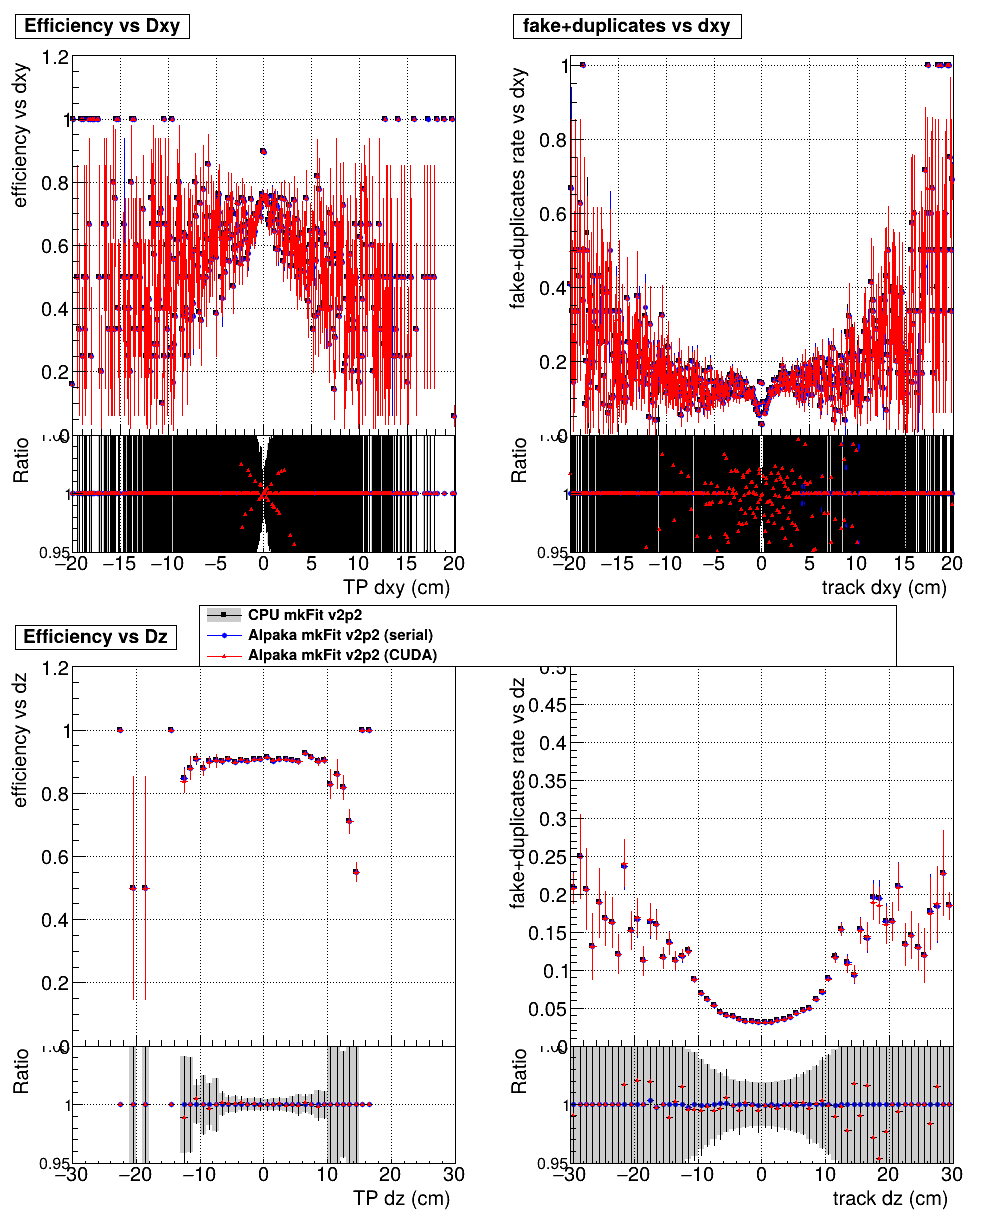 Efficiency vs Dxy
efficiency vs dxy
1.2
1
0.8
0.6
0.4
0.2
0
Ratio
1
0.95
−20 −15 −10 −5 0 5 10 15 20
TP dxy (cm)
fake+duplicates vs dxy
fake+duplicates rate vs dxy
1
0.8
0.6
0.4
0.2
0
Ratio
1
0.95
−20 −15 −10 −5 0 5 10 15 20
track dxy (cm)
CPU mkFit v2p2
Alpaka mkFit v2p2 (serial)
Alpaka mkFit v2p2 (CUDA)
Efficiency vs Dz
efficiency vs dz
1.2
1
0.8
0.6
0.4
0.2
0
Ratio
1
0.95
−30 −20 −10 0 10 20 30
TP dz (cm)
fake+duplicates rate vs dz
0.5
0.45
0.4
0.35
0.3
0.25
0.2
0.15
0.1
0.05
0
Ratio
1
0.95
−30 −20 −10 0 10 20 30
track dz (cm)